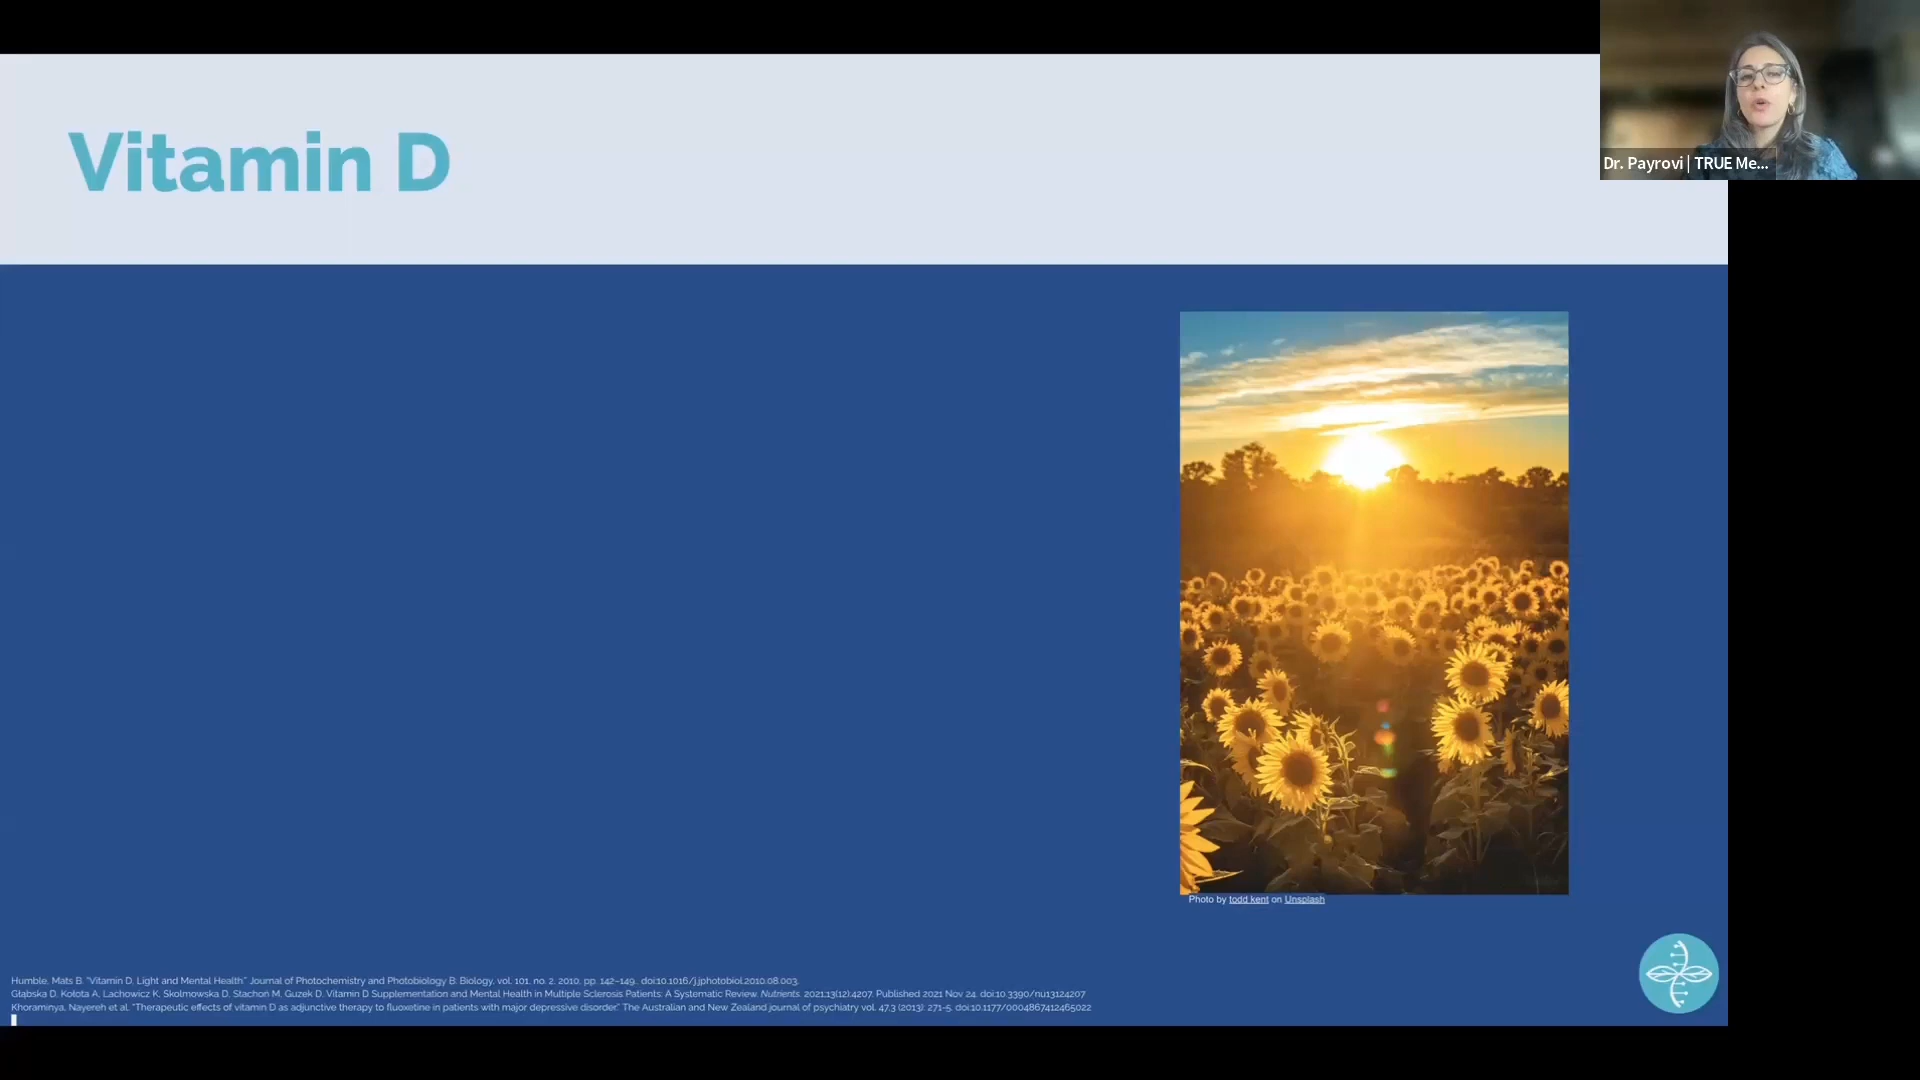 Vitamin D
Dr. Payrovi | TRUE Me...
Photo by todd kent on Unsplash
Humble, Mats B. "Vitamin D, Light and Mental Health." Journal of Photochemistry and Photobiology B: Biology, vol. 101, no. 2, 2010, pp. 142–149., doi:10.1016/j.jphotobiol.2010.08.003.
Głąbska D, Kołota A, Lachowicz K, Skolmowska D, Stachoń M, Guzek D. Vitamin D Supplementation and Mental Health in Multiple Sclerosis Patients: A Systematic Review. Nutrients. 2021;13(12):4207. Published 2021 Nov 24. doi:10.3390/nu13124207
Khoraminya, Nayereh et al. "Therapeutic effects of vitamin D as adjunctive therapy to fluoxetine in patients with major depressive disorder." The Australian and New Zealand journal of psychiatry vol. 47,3 (2013): 271-5. doi:10.1177/0004867412465022